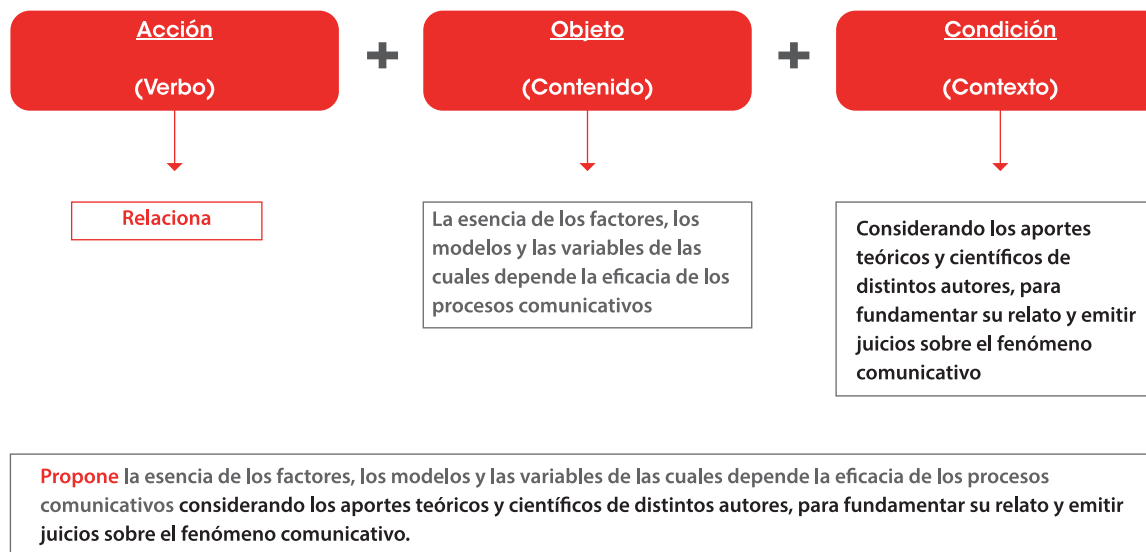 Acción
(Verbo)
+
Objeto
(Contenido)
+
Condición
(Contexto)
Relaciona
La esencia de los factores, los
modelos y las variables de las
cuales depende la eficacia de los
procesos comunicativos
Considerando los aportes
teóricos y científicos de
distintos autores, para
fundamentar su relato y emitir
juicios sobre el fenómeno
comunicativo
Propone la esencia de los factores, los modelos y las variables de las cuales depende la eficacia de los procesos
comunicativos considerando los aportes teóricos y científicos de distintos autores, para fundamentar su relato y emitir
juicios sobre el fenómeno comunicativo.